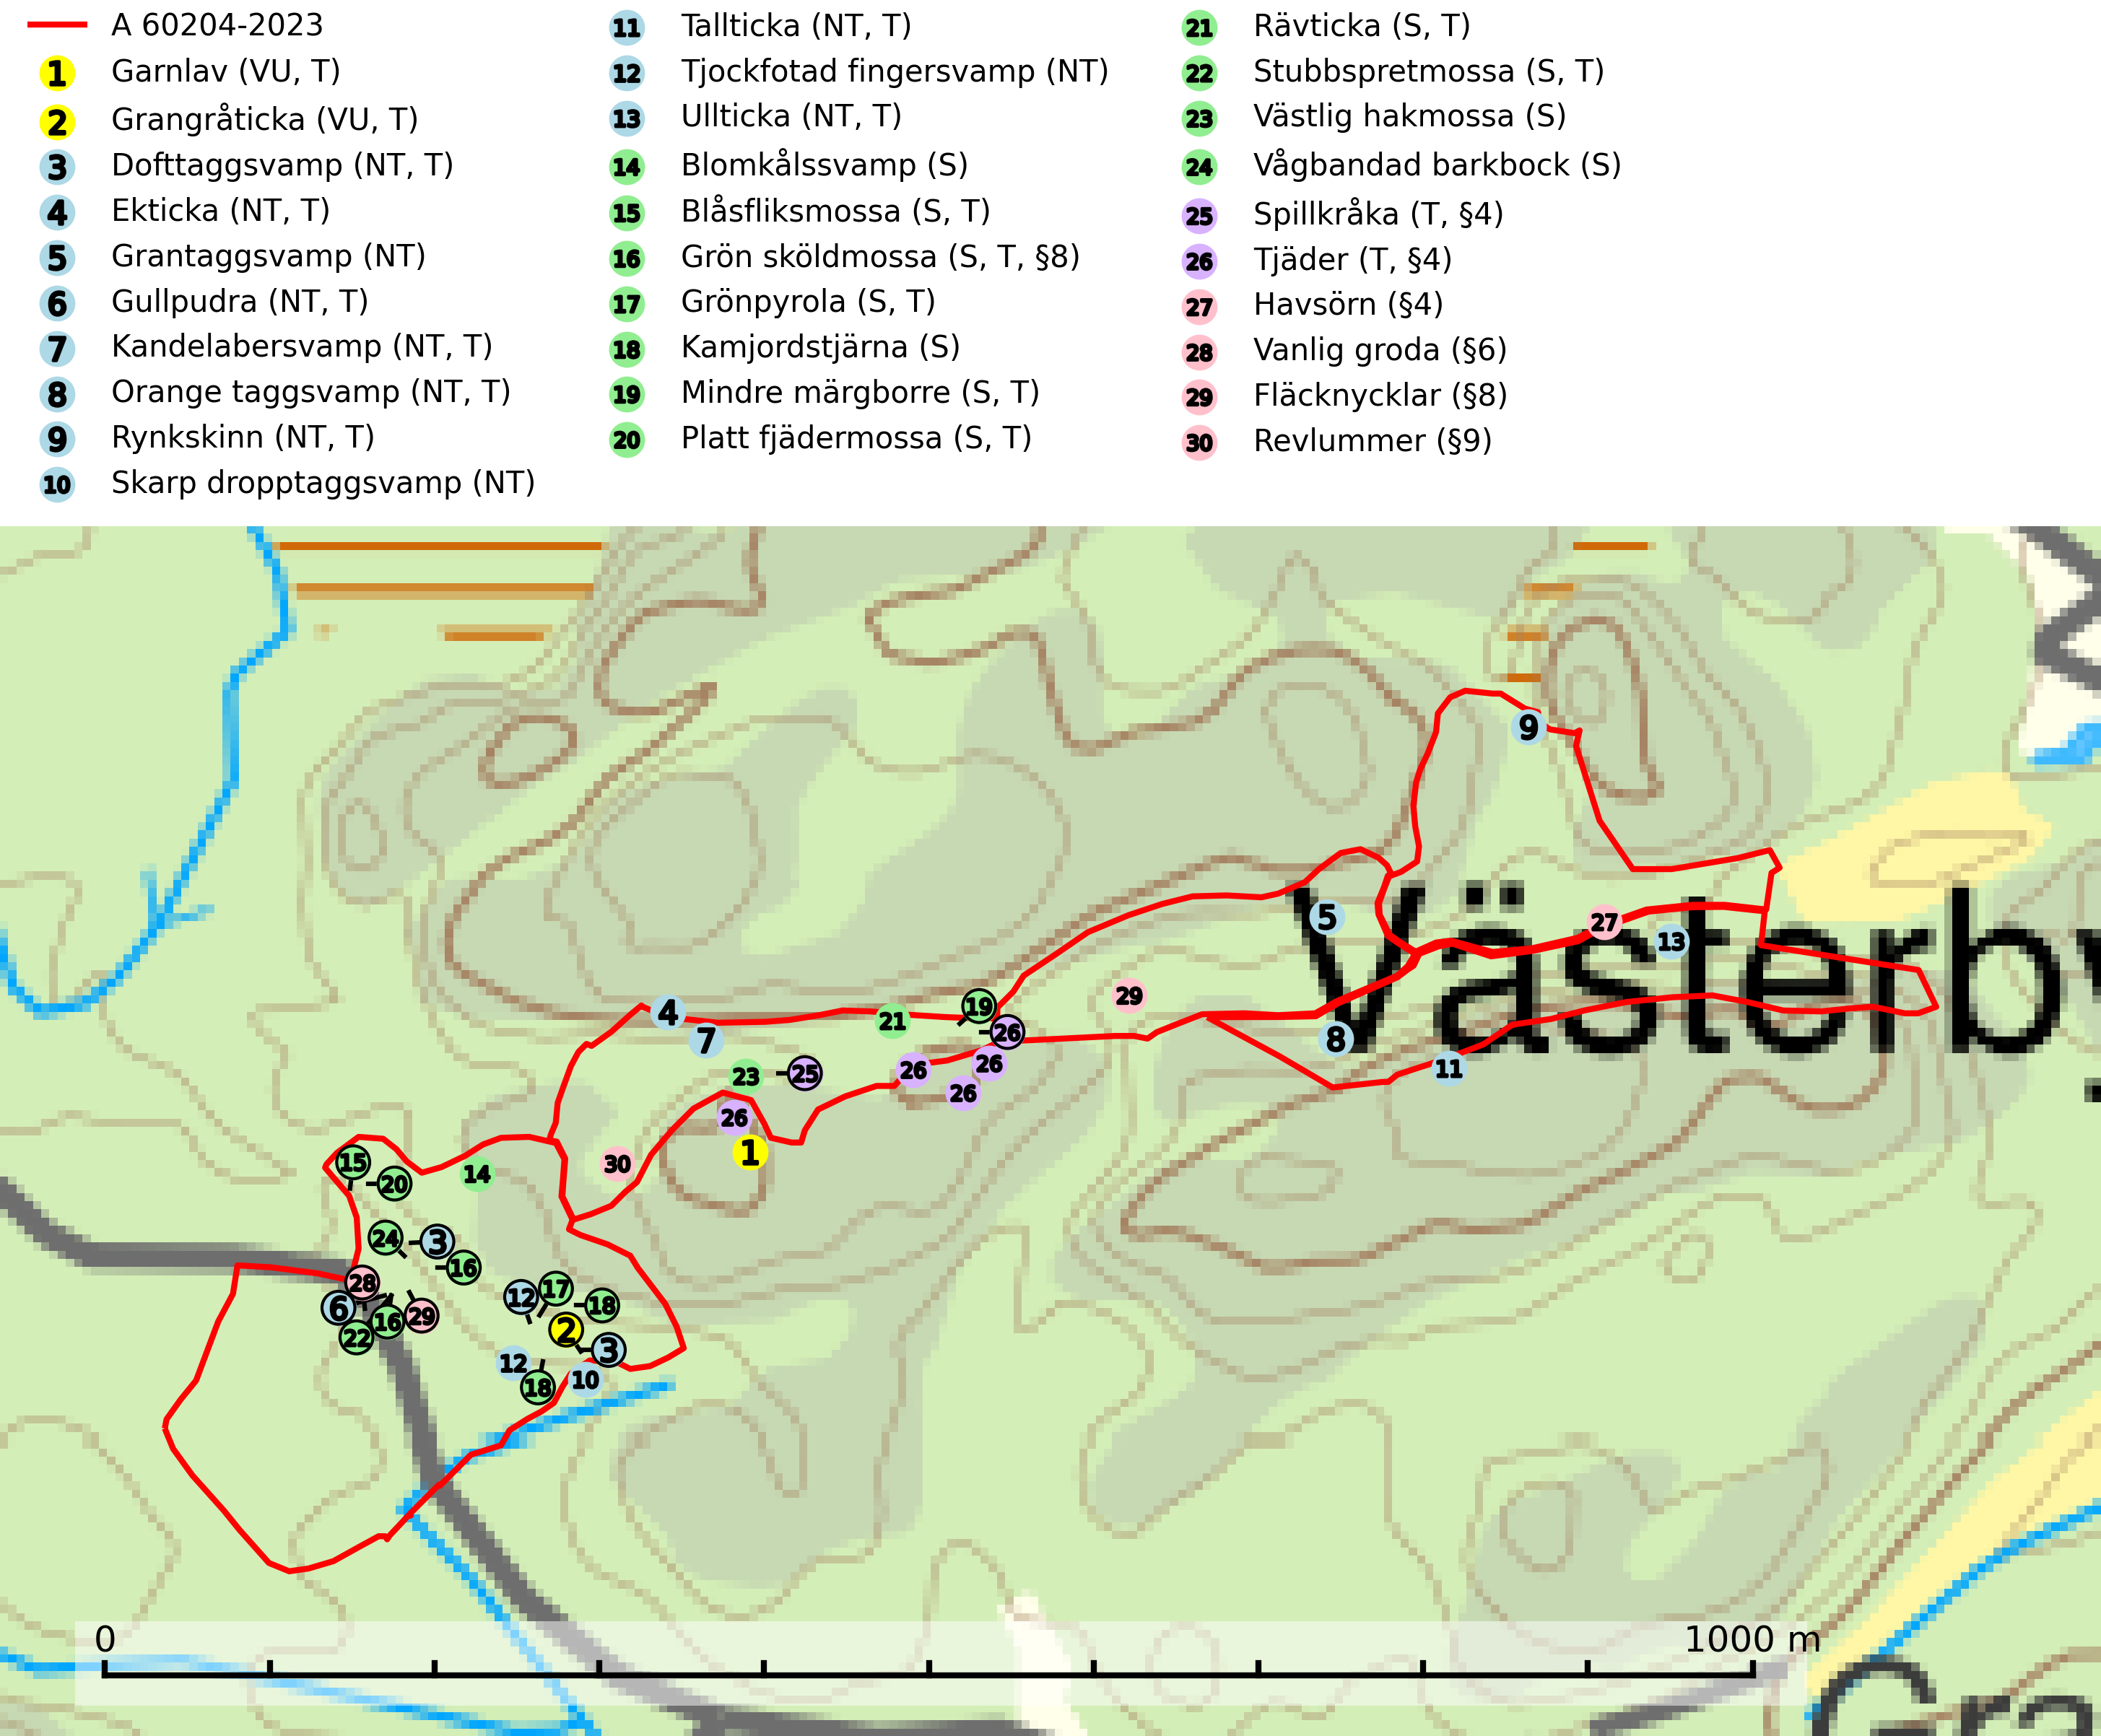 A 60204-2023
1 Garnlav (VU, T)
2 Grangråticka (VU, T)
3 Dofttaggsvamp (NT, T)
4 Ekticka (NT, T)
5 Grantaggsvamp (NT)
6 Gullpudra (NT, T)
7 Kandelabersvamp (NT, T)
8 Orange taggsvamp (NT, T)
9 Rynkskinn (NT, T)
10 Skarp dropptaggsvamp (NT)
11 Tallticka (NT, T)
12 Tjockfotad fingersvamp (NT)
13 Ullticka (NT, T)
14 Blomkålssvamp (S)
15 Blåsfliksmossa (S, T)
16 Grön sköldmossa (S, T, §8)
17 Grönpyrola (S, T)
18 Kamjordstjärna (S)
19 Mindre märgborre (S, T)
20 Platt fjädermossa (S, T)
21 Rävticka (S, T)
22 Stubbspretmossa (S, T)
23 Västlig hakmossa (S)
24 Vågbandad barkbock (S)
25 Spillkråka (T, §4)
26 Tjäder (T, §4)
27 Havsörn (§4)
28 Vanlig groda (§6)
29 Fläcknycklar (§8)
30 Revlummer (§9)
9
5
27
13
Västerby
4
7
21
19
26
29
8
11
23
25
26
26
26
26
1
30
14
15
20
24
3
16
28
6
22
16
29
12
17
18
2
3
12
18
10
0
1000 m
Gra